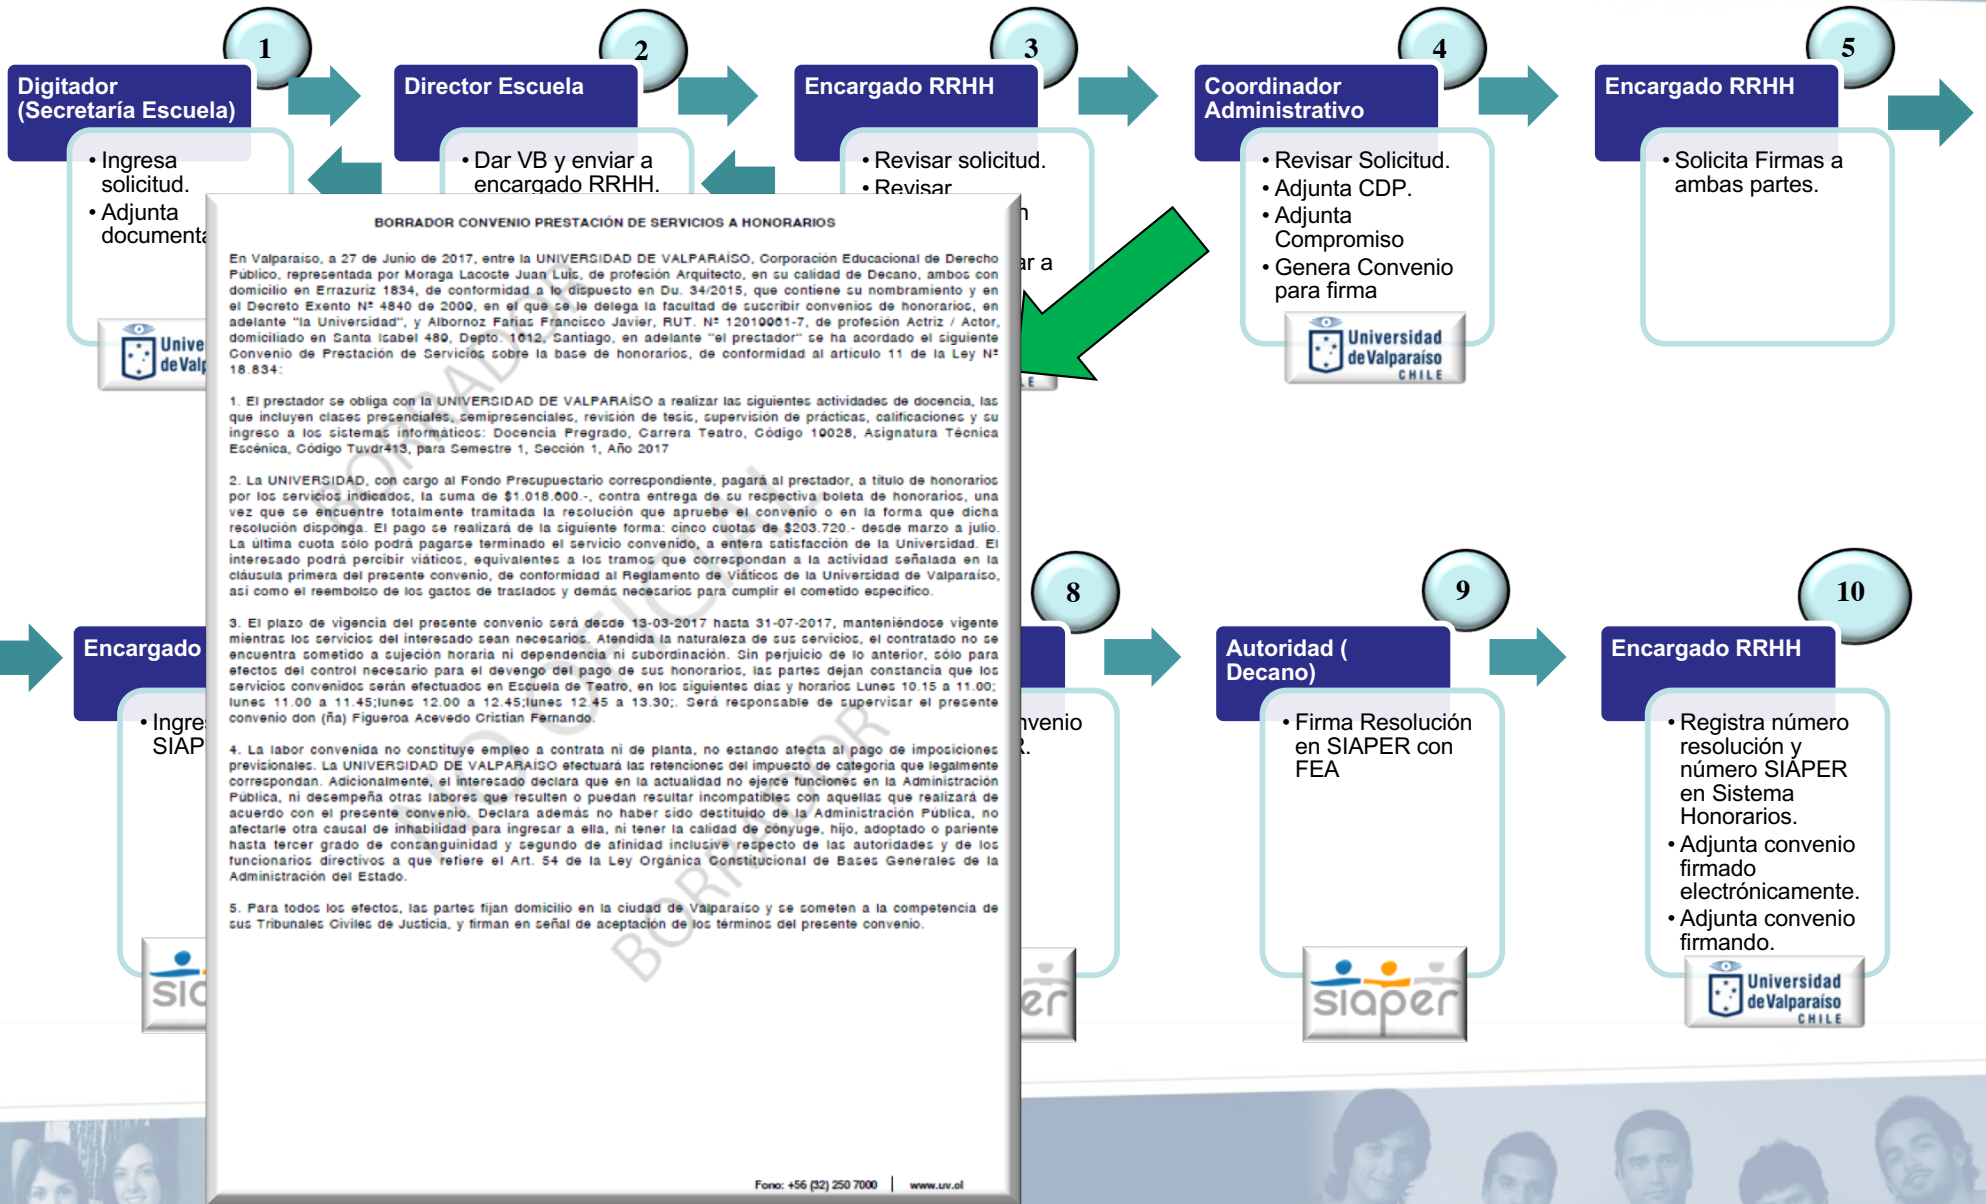 1
2
3
4
5
Digitador
(Secretaría Escuela)
• Ingresa
solicitud.
• Adjunta
Director Escuela
• Dar VB y enviar a
encargado RRHH.
Encargado RRHH
• Revisar solicitud.
• Revisar
Coordinador
Administrativo
• Revisar Solicitud.
• Adjunta CDP.
• Adjunta
Compromiso
• Genera Convenio
para firma
Universidad
de Valparaíso
CHILE
Encargado RRHH
• Solicita Firmas a
ambas partes.
BORRADOR CONVENIO PRESTACIÓN DE SERVICIOS A HONORARIOS
En Valparaíso, a 27 de Junio de 2017, entre la UNIVERSIDAD DE VALPARAÍSO, Corporación Educacional de Derecho
Público, representada por Moraga Lacoste Juan Luis, de profesión Arquitecto, en su calidad de Decano, ambos con
domicilio en Errazuriz 1834, de conformidad a lo dispuesto en Du. 34/2015, que contiene su nombramiento y en
el Decreto Exento Nº 4840 de 2009, en el que se le delega la facultad de suscribir convenios de honorarios, en
adelante "la Universidad", y Albornoz Farias Francisco Javier, RUT. Nº 12019961-7, de profesión Actriz / Actor,
domiciliado en Santa Isabel 489, Depto. 1612, Santiago, en adelante "el prestador" se ha acordado el siguiente
Convenio de Prestación de Servicios sobre la base de honorarios, de conformidad al artículo 11 de la Ley Nº
18.834:
1. El prestador se obliga con la UNIVERSIDAD DE VALPARAÍSO a realizar las siguientes actividades de docencia, las
que incluyen clases presenciales, semipresenciales, revisión de tesis, supervisión de prácticas, calificaciones y su
ingreso a los sistemas informáticos: Docencia Pregrado, Carrera Teatro, Código 19028, Asignatura Técnica
Escénica, Código Tuvdr413, para Semestre 1, Sección 1, Año 2017
2. La UNIVERSIDAD, con cargo al Fondo Presupuestario correspondiente, pagará al prestador, a título de honorarios
por los servicios indicados, la suma de $1.018.600.-, contra entrega de su respectiva boleta de honorarios, una
vez que se encuentre totalmente tramitada la resolución que apruebe el convenio o en la forma que dicha
resolución disponga. El pago se realizará de la siguiente forma: cinco cuotas de $203.720.- desde marzo a julio.
La última cuota sólo podrá pagarse terminado el servicio convenido, a entera satisfacción de la Universidad. El
interesado podrá percibir viáticos, equivalentes a los tramos que correspondan a la actividad señalada en la
cláusula primera del presente convenio, de conformidad al Reglamento de Viáticos de la Universidad de Valparaíso,
así como el reembolso de los gastos de traslados y demás necesarios para cumplir el cometido específico.
3. El plazo de vigencia del presente convenio será desde 13-03-2017 hasta 31-07-2017, manteniéndose vigente
mientras los servicios del interesado sean necesarios. Atendida la naturaleza de sus servicios, el contratado no se
encuentra sometido a sujeción horaria ni dependencia ni subordinación. Sin perjuicio de lo anterior, sólo para
efectos del control necesario para el devengo del pago de sus honorarios, las partes dejan constancia que los
servicios convenidos serán efectuados en Escuela de Teatro, en los siguientes días y horarios Lunes 10.15 a 11.00;
lunes 11.00 a 11.45;lunes 12.00 a 12.45;lunes 12.45 a 13.30;. Será responsable de supervisar el presente
convenio don (ña) Figueroa Acevedo Cristian Fernando.
4. La labor convenida no constituye empleo a contrata ni de planta, no estando afecta al pago de imposiciones
previsionales. La UNIVERSIDAD DE VALPARAÍSO efectuará las retenciones del impuesto de categoría que legalmente
correspondan. Adicionalmente, el interesado declara que en la actualidad no ejerce funciones en la Administración
Pública, ni desempeña otras labores que resulten o puedan resultar incompatibles con aquellas que realizará de
acuerdo con el presente convenio. Declara además no haber sido destituido de la Administración Pública, no
afectarle otra causal de inhabilidad para ingresar a ella, ni tener la calidad de cónyuge, hijo, adoptado o pariente
hasta tercer grado de consanguinidad y segundo de afinidad inclusive respecto de las autoridades y de los
funcionarios directivos a que refiere el Art. 54 de la Ley Orgánica Constitucional de Bases Generales de la
Administración del Estado.
5. Para todos los efectos, las partes fijan domicilio en la ciudad de Valparaíso y se someten a la competencia de
sus Tribunales Civiles de Justicia, y firman en señal de aceptación de los términos del presente convenio.
BORRADOR
NO OFICIAL
BORRADOR
Fono: +56 (32) 250 7000 | www.uv.cl
8
9
10
Encargado
Autoridad (
Decano)
• Firma Resolución
en SIAPER con
FEA
siaper
Encargado RRHH
• Registra número
resolución y
número SIAPER
en Sistema
Honorarios.
• Adjunta convenio
firmado
electrónicamente.
• Adjunta convenio
firmando.
Universidad
de Valparaíso
CHILE